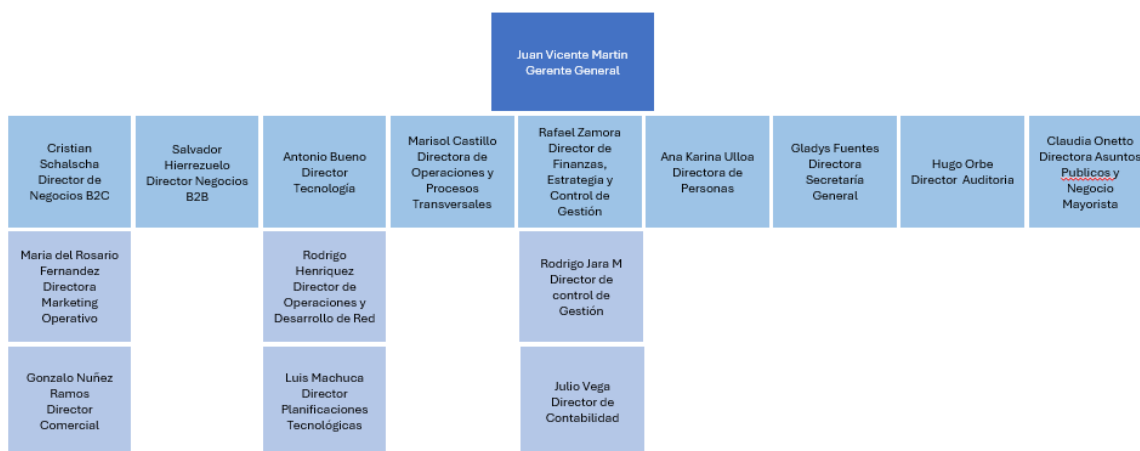 Juan Vicente Martin
Gerente General
Cristian
Schalscha
Director de
Negocios B2C
Salvador
Hierrezuelo
Director Negocios
B2B
Antonio Bueno
Director
Tecnología
Marisol Castillo
Directora de
Operaciones y
Procesos
Transversales
Rafael Zamora
Director de
Finanzas,
Estrategia y
Control de
Gestión
Ana Karina Ulloa
Directora de
Personas
Gladys Fuentes
Directora
Secretaría
General
Hugo Orbe
Director Auditoria
Claudia Onetto
Directora Asuntos
Publicos y
Negocio
Mayorista
Maria del Rosario
Fernandez
Directora
Marketing
Operativo
Rodrigo
Henriquez
Director de
Operaciones y
Desarrollo de Red
Rodrigo Jara M
Director de
control de
Gestión
Gonzalo Nuñez
Ramos
Director
Comercial
Luis Machuca
Director
Planificaciones
Tecnológicas
Julio Vega
Director de
Contabilidad